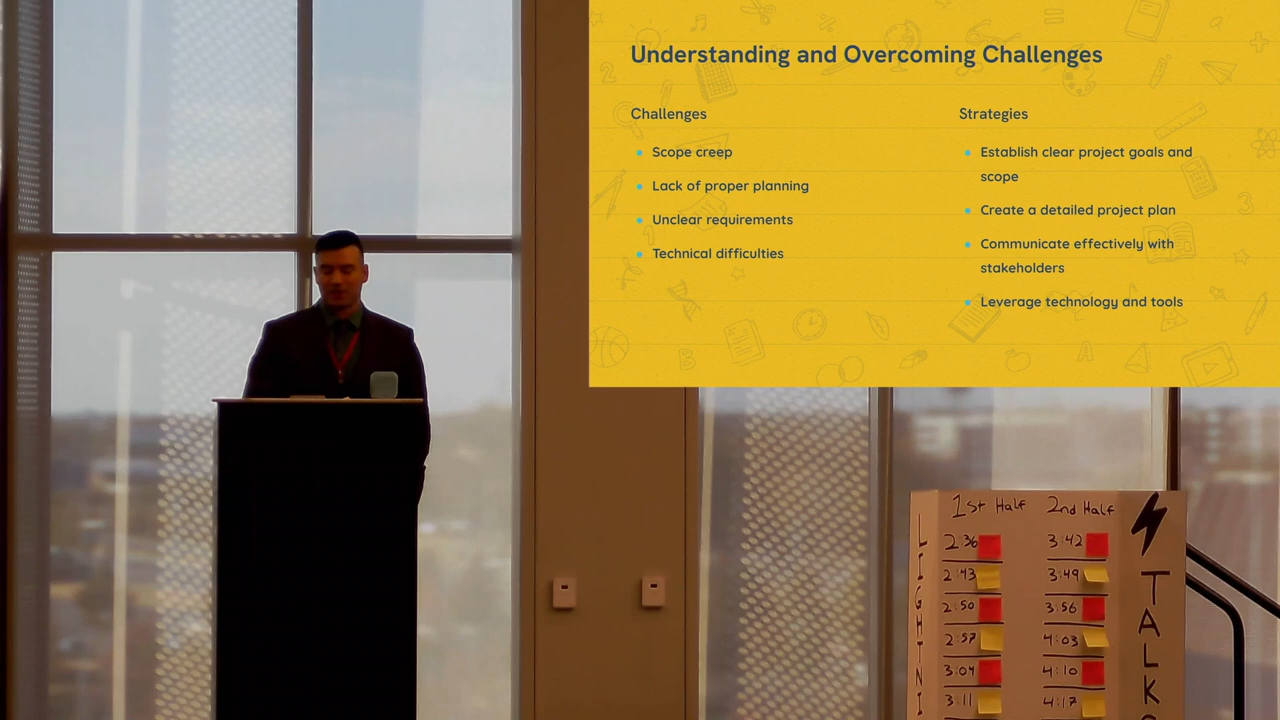 Understanding and Overcoming Challenges
Challenges
Scope creep
Lack of proper planning
Unclear requirements
Technical difficulties
Strategies
Establish clear project goals and
scope
Create a detailed project plan
Communicate effectively with
stakeholders
Leverage technology and tools
1st Half 2nd Half
2:36 3:42
2:43 3:49
2:50 3:56
2:57 4:03
3:04 4:10
3:11 4:17
LIGHTNI
TALKS